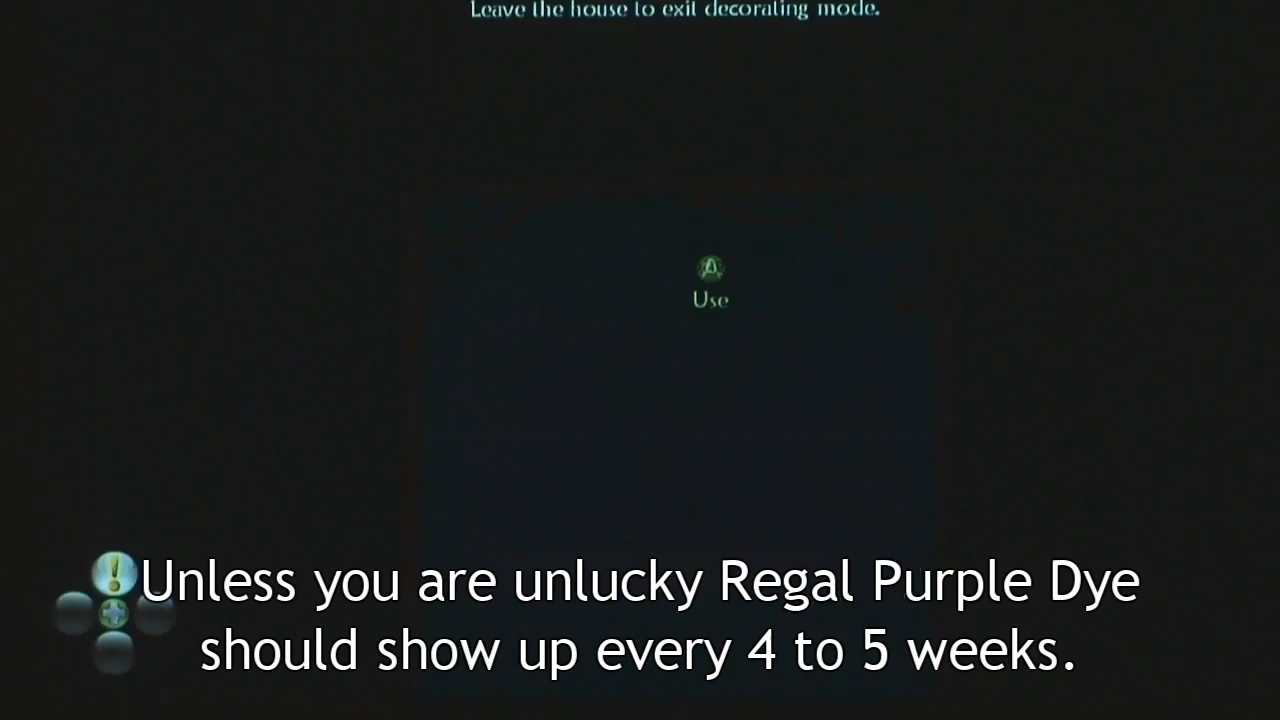 Leave the house to exit decorating mode.
A
Use
!
Unless you are unlucky Regal Purple Dye
should show up every 4 to 5 weeks.